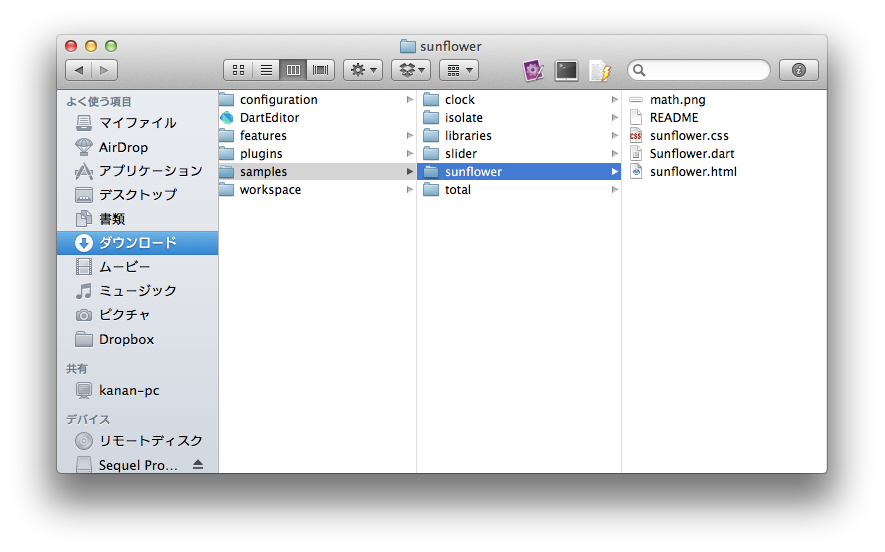 sunflower
よく使う項目
マイファイル
AirDrop
アプリケーション
デスクトップ
書類
ダウンロード
ムービー
ミュージック
ピクチャ
Dropbox
共有
kanan-pc
デバイス
リモートディスク
Sequel Pro...
configuration
DartEditor
features
plugins
samples
workspace
clock
isolate
libraries
slider
sunflower
total
math.png
README
sunflower.css
Sunflower.dart
sunflower.html